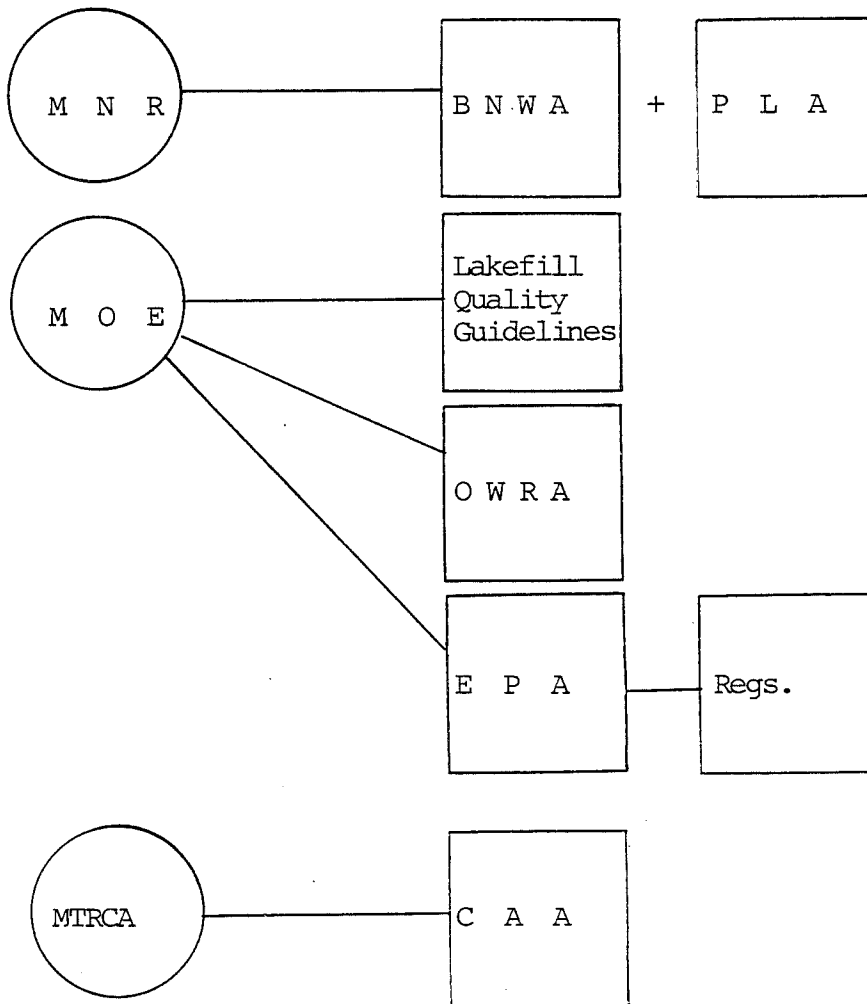 M N R
B N W A + P L A
M O E
Lakefill
Quality
Guidelines
O W R A
E P A
Regs.
MTRCA
C A A